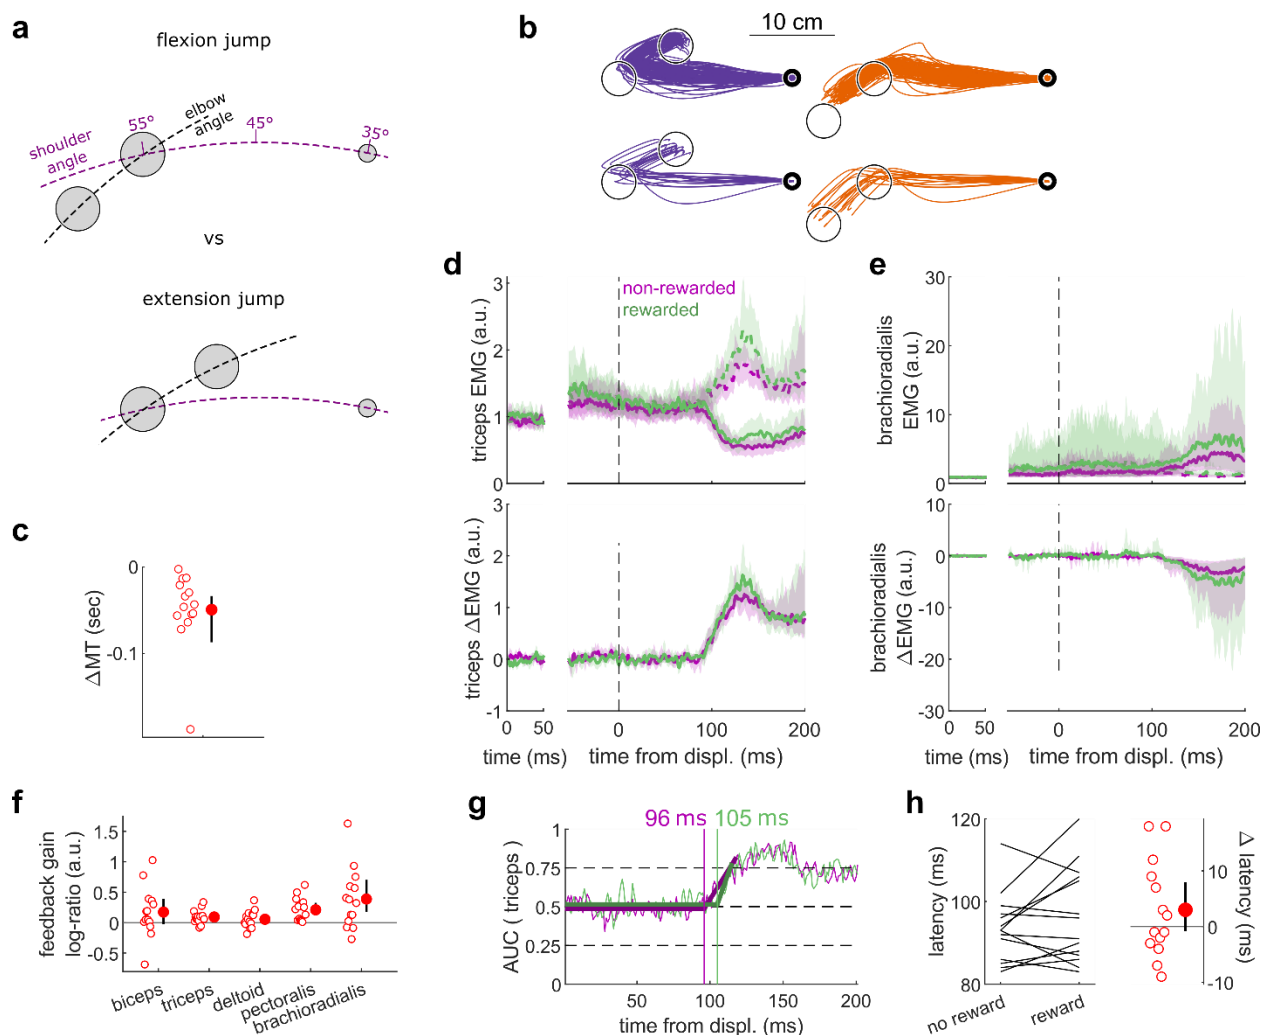 a
flexion jump
elbow
angle
shoulder
angle
55°
45°
35°
vs
extension jump
b
10 cm
c
0
-0.1
ΔMT (sec)
d
non-rewarded
rewarded
3
2
1
0
triceps EMG (a.u.)
3
2
1
0
-1
triceps ΔEMG (a.u.)
0 50
0 100 200
time (ms)
time from displ. (ms)
e
30
20
10
0
brachioradialis
EMG (a.u.)
10
0
-10
-20
-30
brachioradialis
ΔEMG (a.u.)
0 50
0 100 200
time (ms)
time from displ. (ms)
f
1.5
1
0.5
0
-0.5
feedback gain
log-ratio (a.u.)
biceps
triceps
deltoid
pectoralis
brachioradialis
g
96 ms
105 ms
1
0.75
0.5
0.25
0
AUC ( triceps )
50 100 150 200
time from displ. (ms)
h
120
100
80
latency (ms)
no reward
reward
10
0
-10
Δ latency (ms)